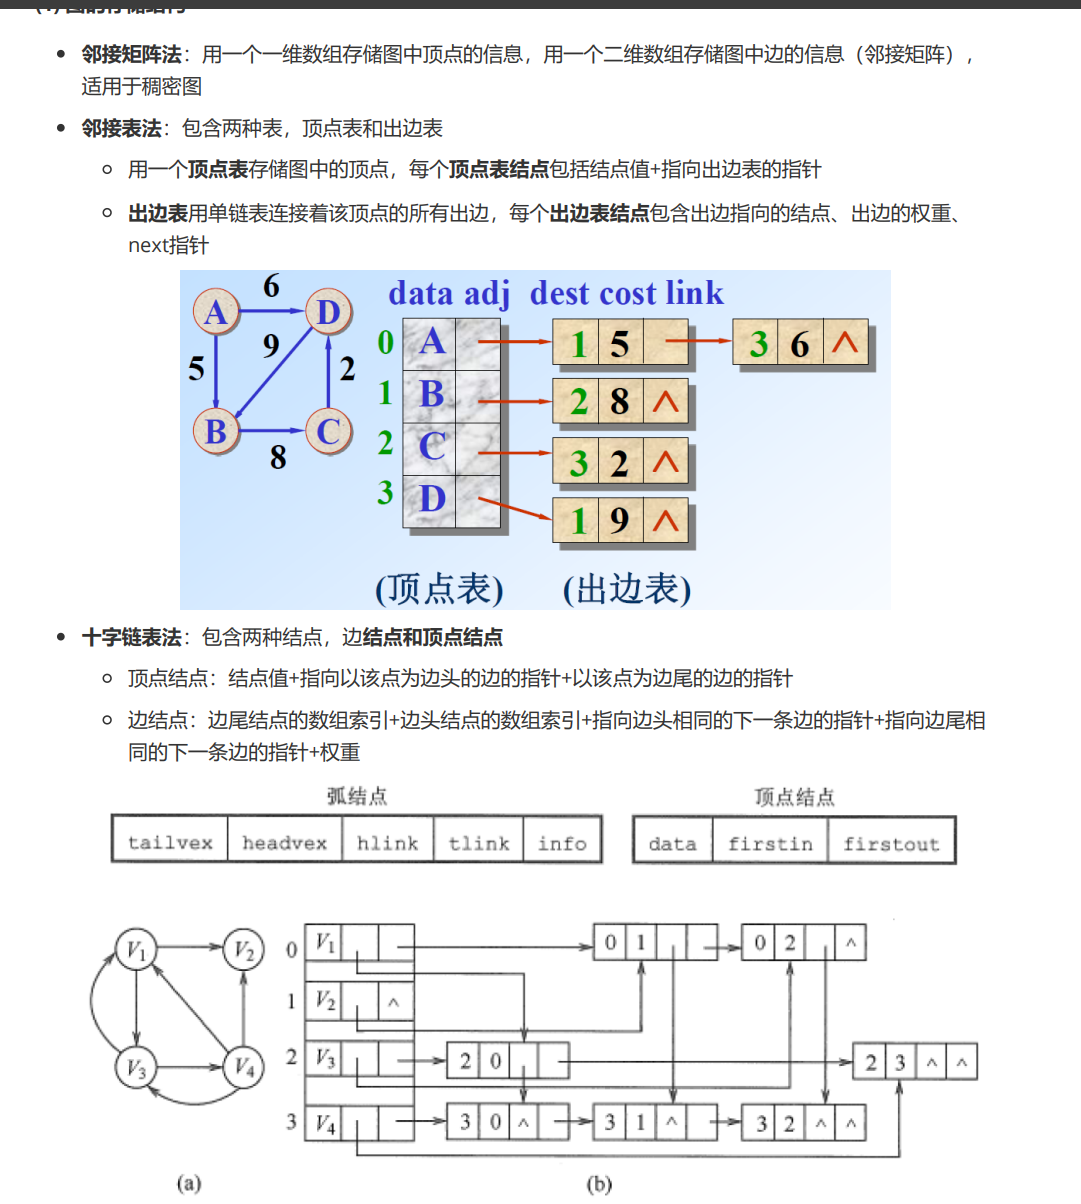 邻接矩阵法：用一个一维数组存储图中顶点的信息，用一个二维数组存储图中边的信息（邻接矩阵），
适用于稠密图
邻接表法：包含两种表，顶点表和出边表
用一个顶点表存储图中的顶点，每个顶点表结点包括结点值+指向出边表的指针
出边表用单链表连接着该顶点的所有出边，每个出边表结点包含出边指向的结点、出边的权重、
next指针
A 6 D
5 9 2
B 8 C
data adj dest cost link
0 A 1 5 3 6 ∧
1 B 2 8 ∧
2 C 3 2 ∧
3 D 1 9 ∧
(顶点表) (出边表)
十字链表法：包含两种结点，边结点和顶点结点
顶点结点：结点值+指向以该点为边头的边的指针+以该点为边尾的边的指针
边结点：边尾结点的数组索引+边头结点的数组索引+指向边头相同的下一条边的指针+指向边尾相
同的下一条边的指针+权重
弧结点 顶点结点
tailvex headvex hlink tlink info data firstin firstout
V1 V2 0 V1 0 1 0 2 ∧
1 V2 ∧
V3 V4 2 V3 2 0 2 3 ∧ ∧
3 V4 3 0 ∧ 3 1 ∧ 3 2 ∧ ∧
(a) (b)